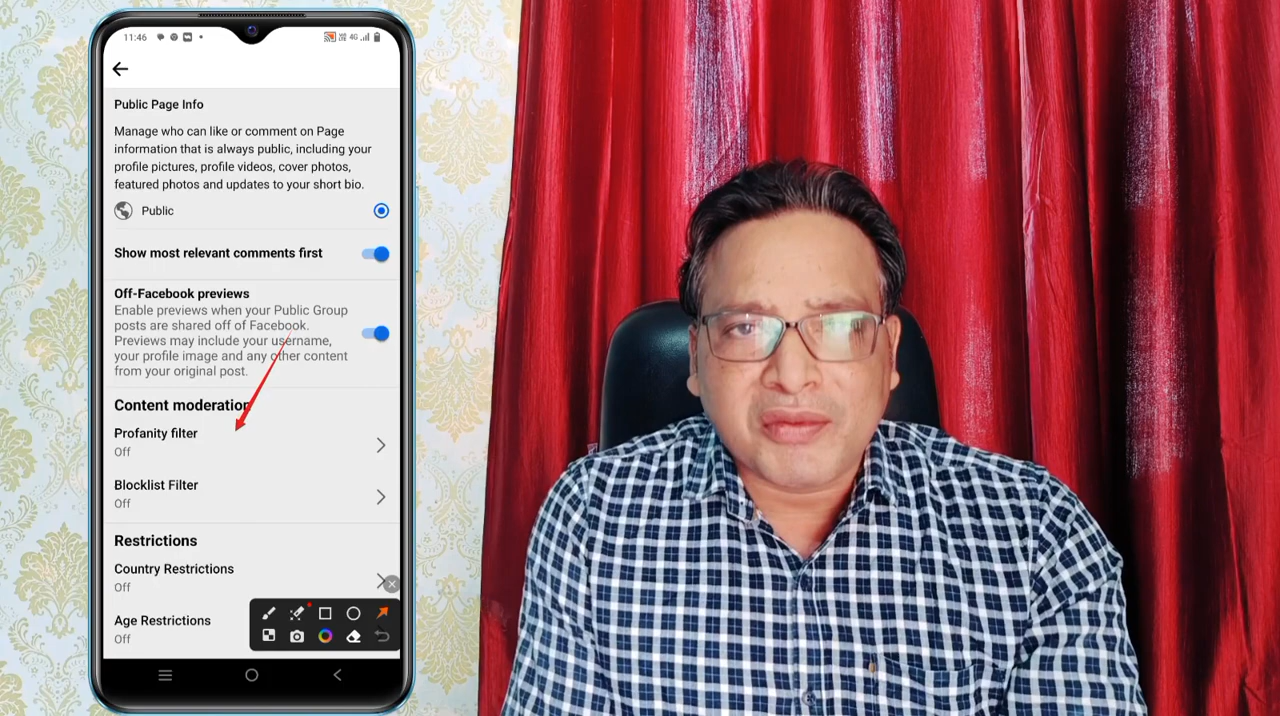 11:46
4G
Public Page Info
Manage who can like or comment on Page
information that is always public, including your
profile pictures, profile videos, cover photos,
featured photos and updates to your short bio.
Public
Show most relevant comments first
Off-Facebook previews
Enable previews when your Public Group
posts are shared off of Facebook.
Previews may include your username,
your profile image and any other content
from your original post.
Content moderation
Profanity filter
Off
Blocklist Filter
Off
Restrictions
Country Restrictions
Off
Age Restrictions
Off